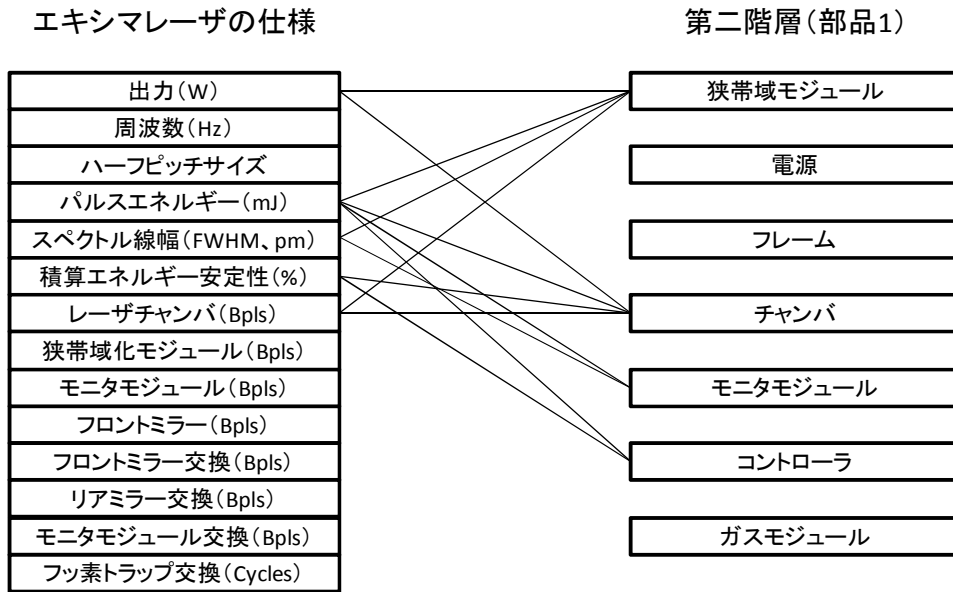 エキシマレーザの仕様
出力(W)
周波数(Hz)
ハーフピッチサイズ
パルスエネルギー(mJ)
スペクトル線幅(FWHM、pm)
積算エネルギー安定性(%)
レーザチャンバ(Bpls)
狭帯域化モジュール(Bpls)
モニタモジュール(Bpls)
フロントミラー(Bpls)
フロントミラー交換(Bpls)
リアミラー交換(Bpls)
モニタモジュール交換(Bpls)
フッ素トラップ交換(Cycles)
第二階層(部品1)
狭帯域モジュール
電源
フレーム
チャンバ
モニタモジュール
コントローラ
ガスモジュール